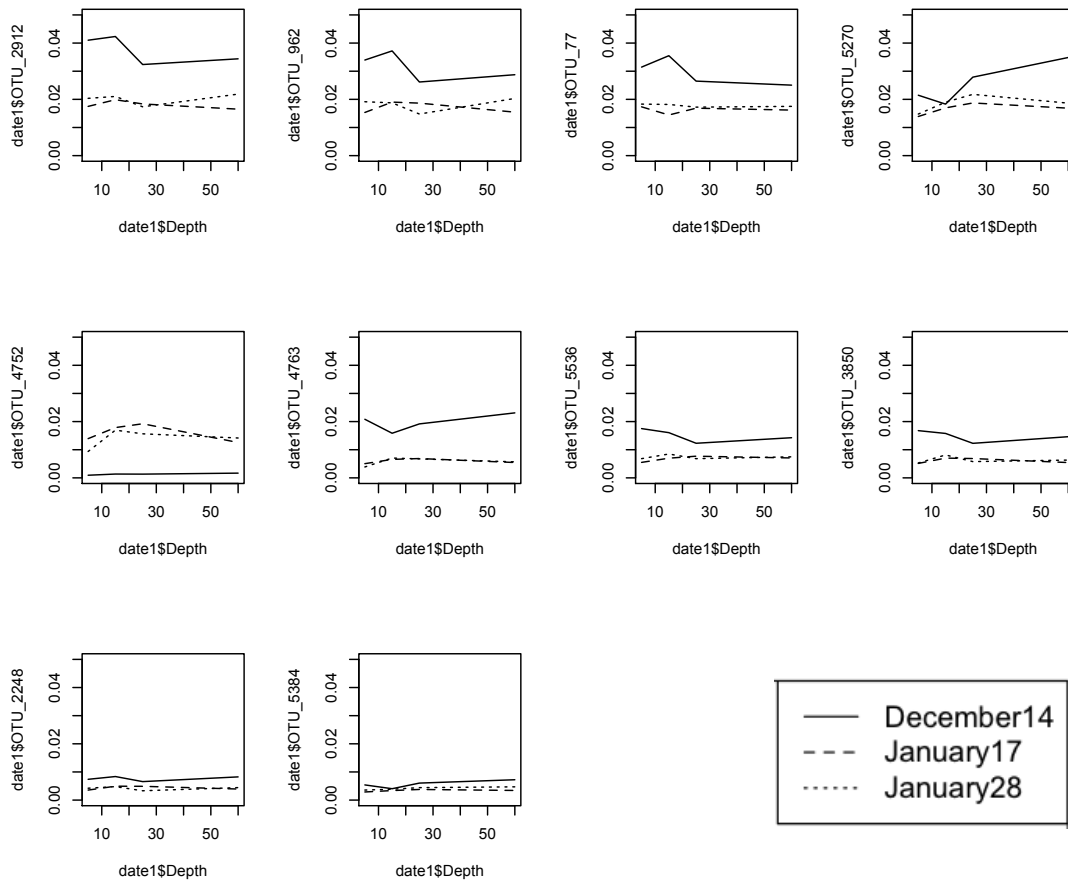 date1$OTU_2912
0.00 0.02 0.04
10 30 50
date1$Depth
date1$OTU_962
0.00 0.02 0.04
10 30 50
date1$Depth
date1$OTU_77
0.00 0.02 0.04
10 30 50
date1$Depth
date1$OTU_5270
0.00 0.02 0.04
10 30 50
date1$Depth
date1$OTU_4752
0.00 0.02 0.04
10 30 50
date1$Depth
date1$OTU_4763
0.00 0.02 0.04
10 30 50
date1$Depth
date1$OTU_5536
0.00 0.02 0.04
10 30 50
date1$Depth
date1$OTU_3850
0.00 0.02 0.04
10 30 50
date1$Depth
date1$OTU_2248
0.00 0.02 0.04
10 30 50
date1$Depth
date1$OTU_5384
0.00 0.02 0.04
10 30 50
date1$Depth
December14
January17
January28